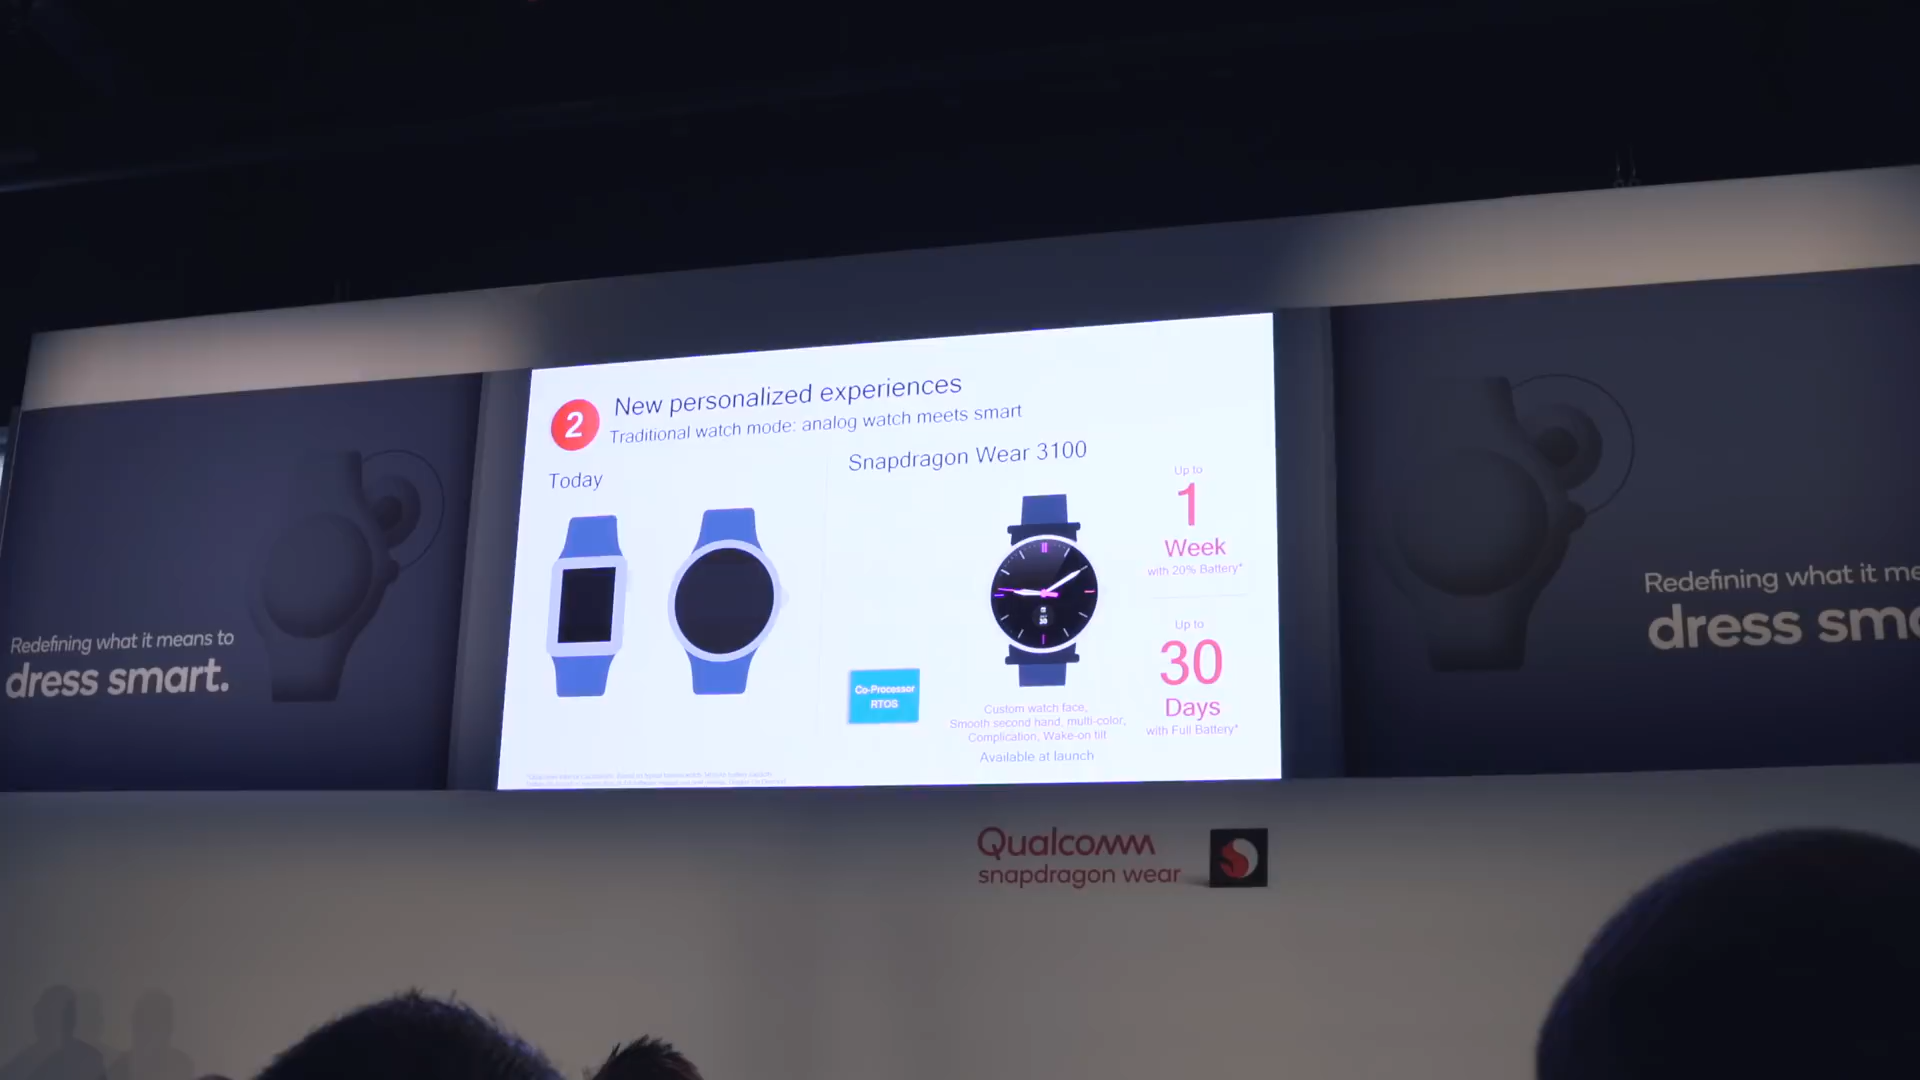 2
New personalized experiences
Traditional watch mode: analog watch meets smart
Today
Snapdragon Wear 3100
Co-Processor
RTOS
Custom watch face,
Smooth second hand, multi-color,
Complication, Wake-on tilt
Available at launch
Up to
1
Week
with 20% Battery*
Up to
30
Days
with Full Battery*
Redefining what it means to
dress smart.
Redefining what it me
dress sm
Qualcomm
snapdragon wear